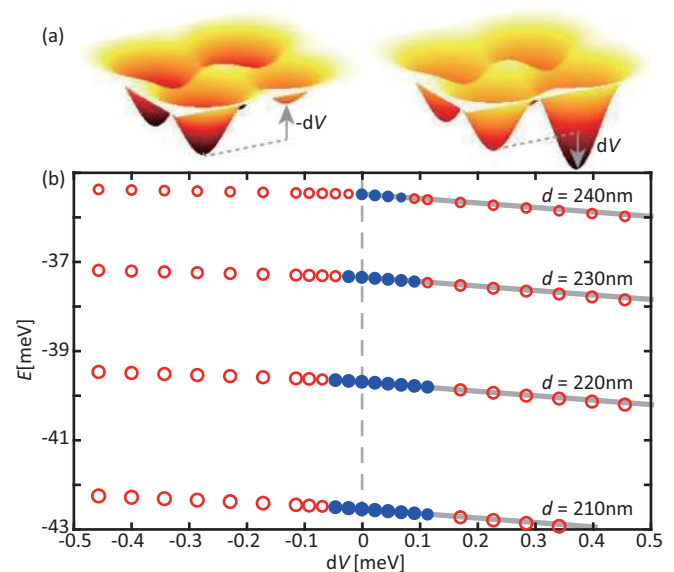 (a)
-dV
dV
(b)
d = 240nm
-37
d = 230nm
-39
d = 220nm
E[meV]
-41
d = 210nm
-43
-0.5 -0.4 -0.3 -0.2 -0.1 0 0.1 0.2 0.3 0.4 0.5
dV [meV]